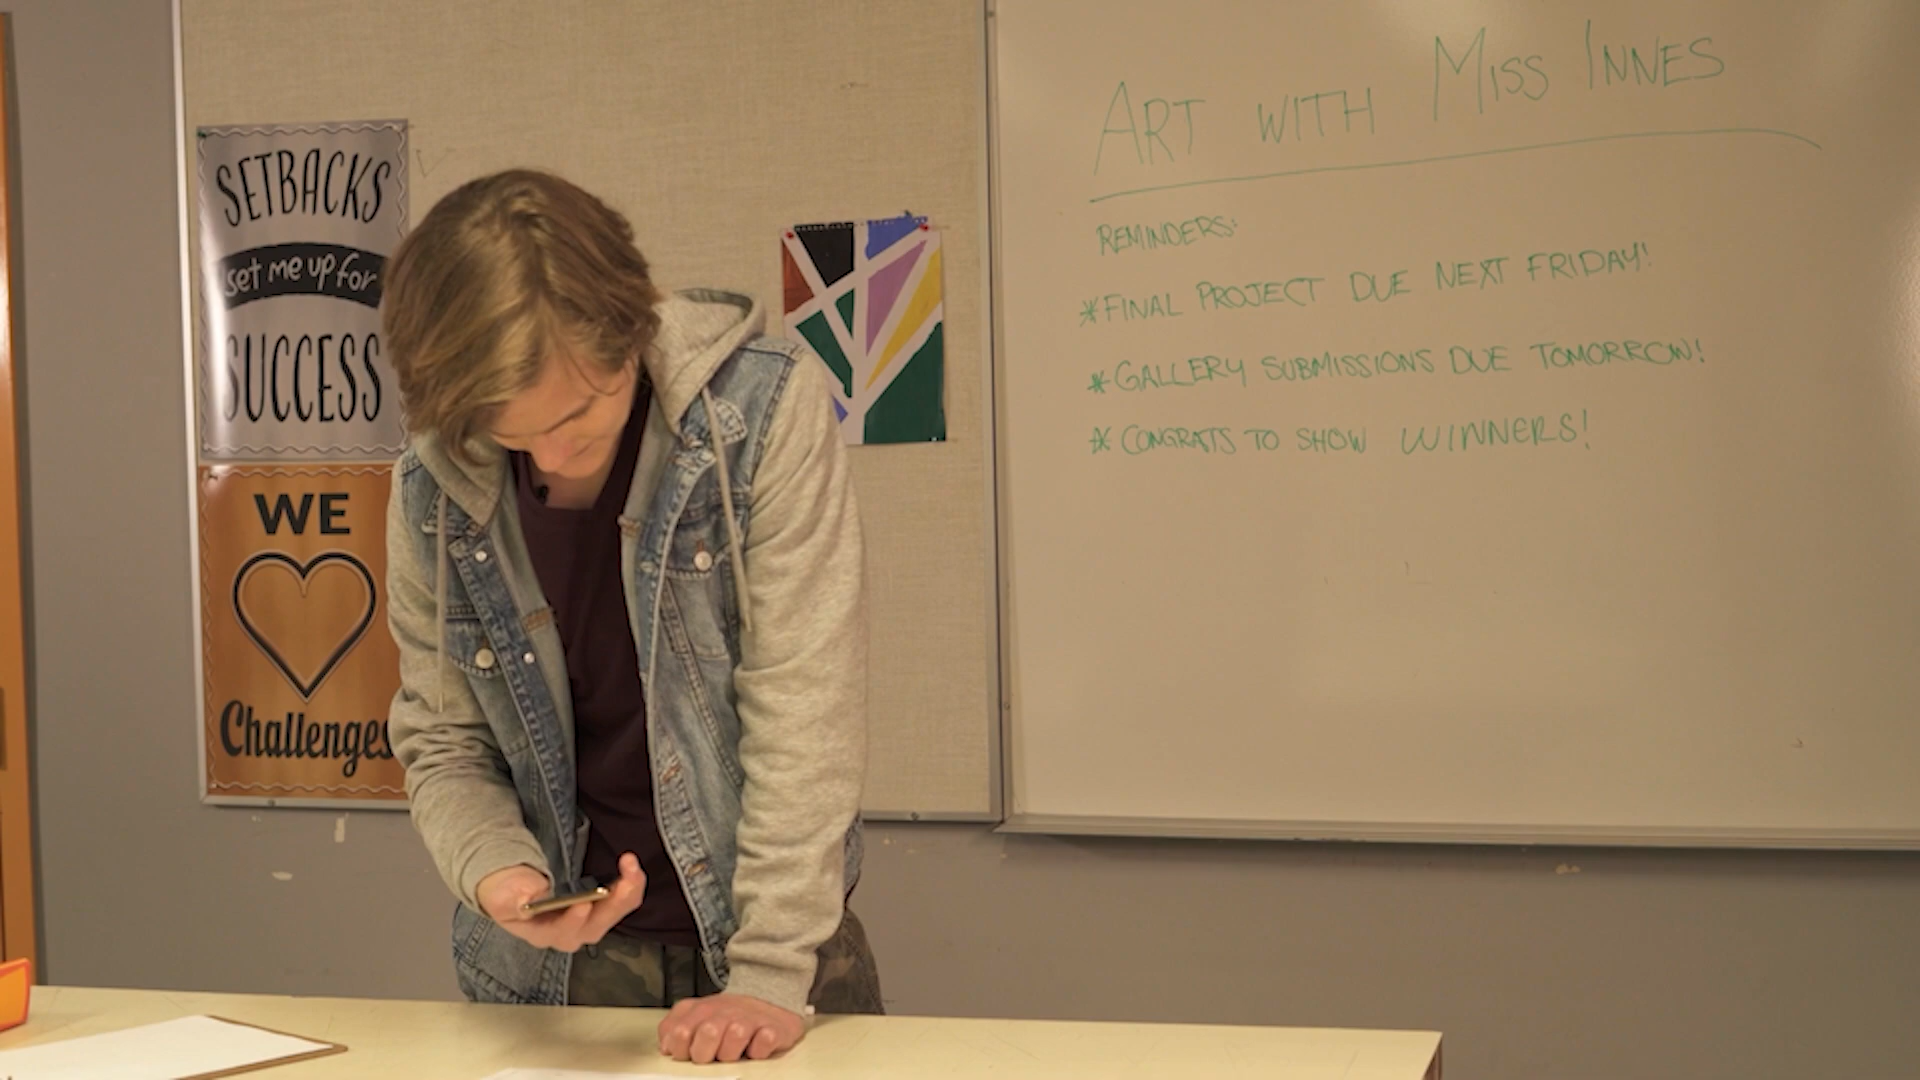 SETBACKS
set me up for
SUCCESS
WE
Challenges
ART WITH MISS INNES
REMINDERS:
*FINAL PROJECT DUE NEXT FRIDAY!
*GALLERY SUBMISSIONS DUE TOMORROW!
*CONGRATS TO SHOW WINNERS!